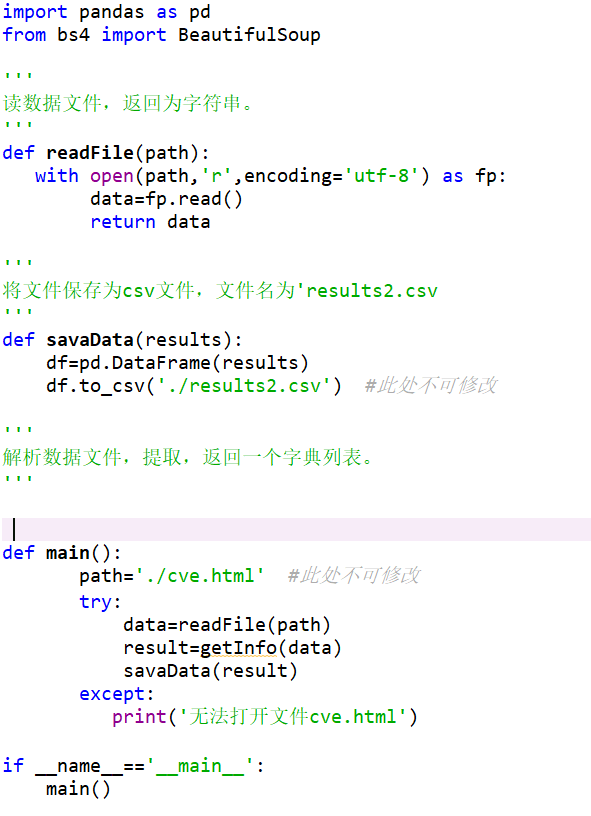 import pandas as pd
from bs4 import BeautifulSoup
'''
读数据文件，返回为字符串。
'''
def readFile(path):
   with open(path,'r',encoding='utf-8') as fp:
        data=fp.read()
        return data
'''
将文件保存为csv文件，文件名为'results2.csv
'''
def savaData(results):
    df=pd.DataFrame(results)
    df.to_csv('./results2.csv')  #此处不可修改
'''
解析数据文件，提取，返回一个字典列表。
'''
def main():
       path='./cve.html'  #此处不可修改
       try:
           data=readFile(path)
           result=getInfo(data)
           savaData(result)
       except:
          print('无法打开文件cve.html')
if __name__=='__main__':
    main()